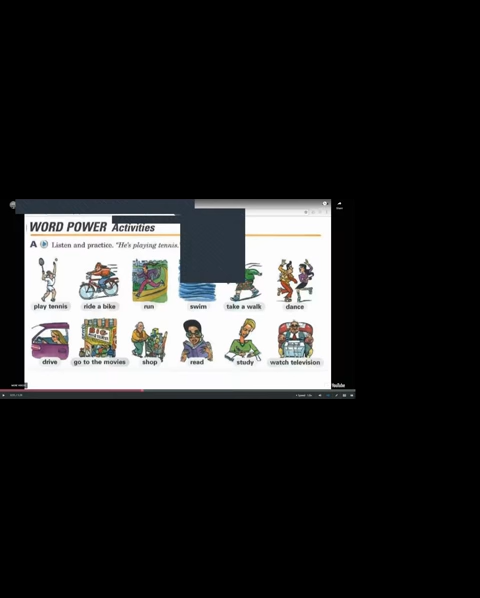 WORD POWER Activities
A Listen and practice. "He's playing tennis.
play tennis ride a bike run swim take a walk dance
drive go to the movies shop read study watch television
YouTube